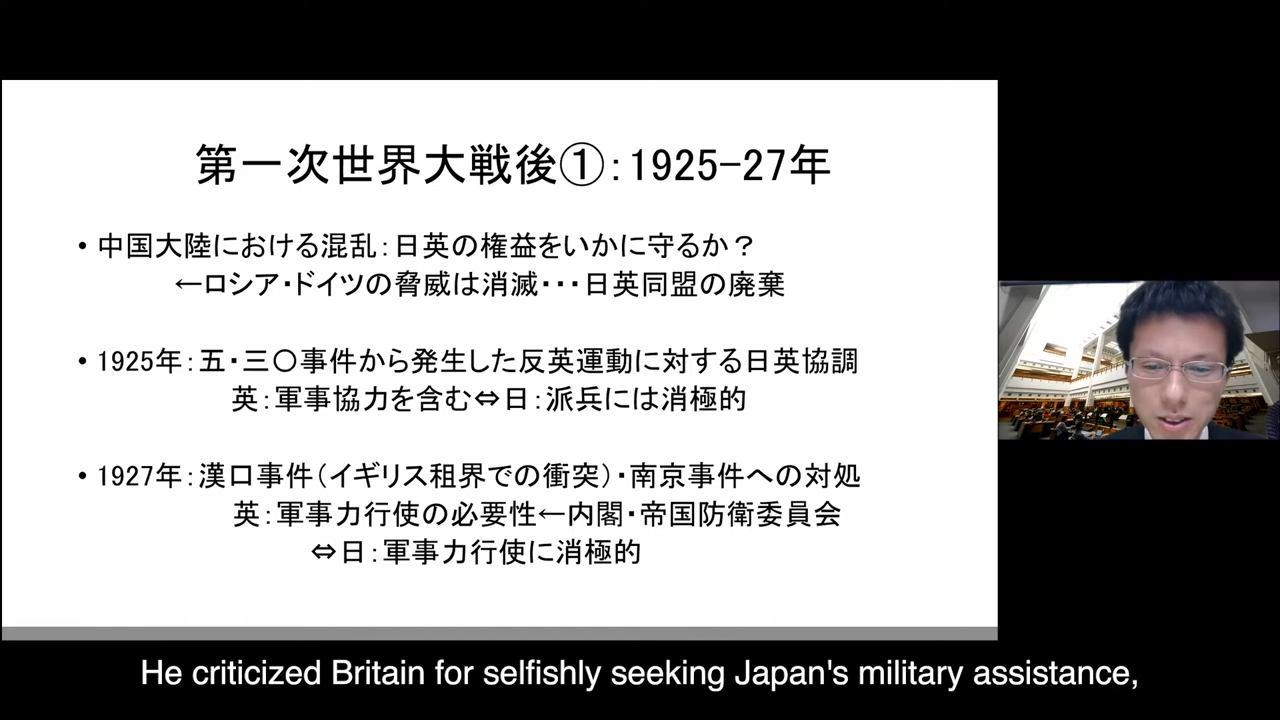 第一次世界大戦後①：1925−27年
• 中国大陸における混乱：日英の権益をいかに守るか？
←ロシア・ドイツの脅威は消滅・・・日英同盟の廃棄
• 1925年：五・三〇事件から発生した反英運動に対する日英協調
英：軍事協力を含む⇔日：派兵には消極的
• 1927年：漢口事件（イギリス租界での衝突）・南京事件への対処
英：軍事力行使の必要性←内閣・帝国防衛委員会
⇔日：軍事力行使に消極的
He criticized Britain for selfishly seeking Japan's military assistance,